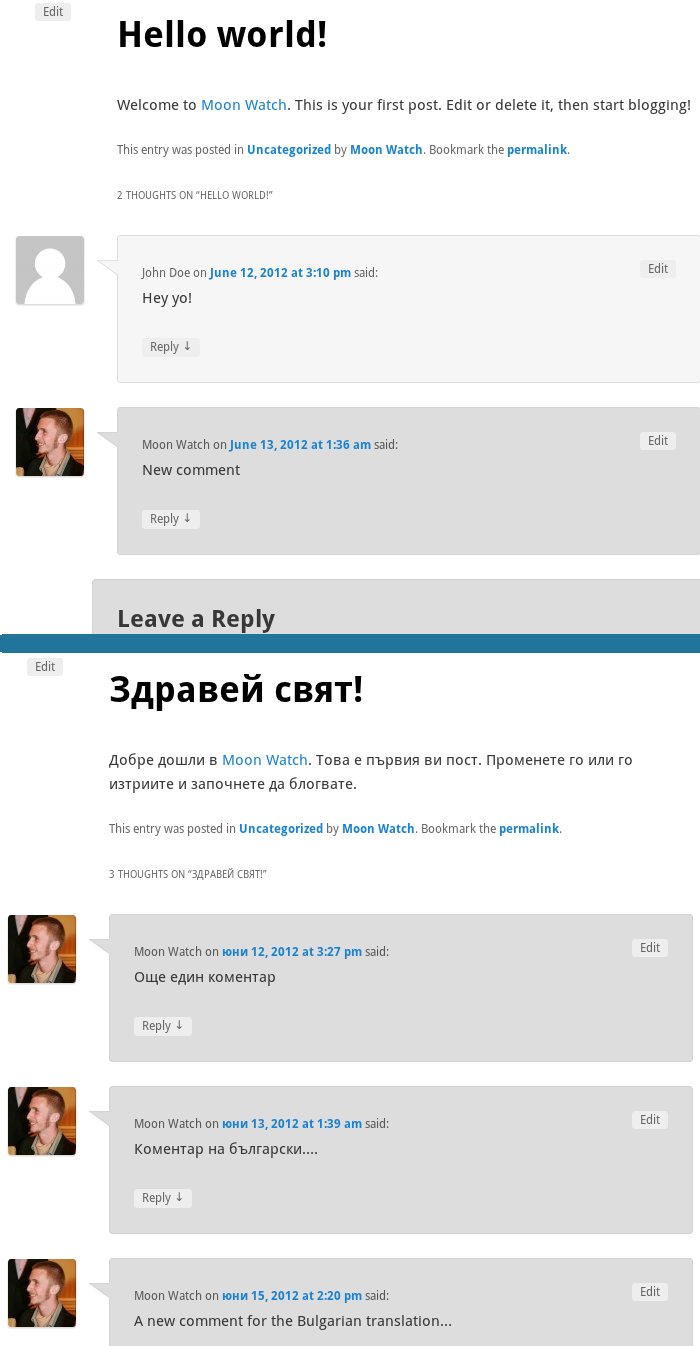 Edit
Hello world!
Welcome to Moon Watch. This is your first post. Edit or delete it, then start blogging!
This entry was posted in Uncategorized by Moon Watch. Bookmark the permalink.
2 THOUGHTS ON “HELLO WORLD!”
John Doe on June 12, 2012 at 3:10 pm said:
Edit
Hey yo!
Reply ↓
Moon Watch on June 13, 2012 at 1:36 am said:
Edit
New comment
Reply ↓
Leave a Reply
Edit
Здравей свят!
Добре дошли в Moon Watch. Това е първия ви пост. Променете го или го
изтриите и започнете да блогвате.
This entry was posted in Uncategorized by Moon Watch. Bookmark the permalink.
3 THOUGHTS ON “ЗДРАВЕЙ СВЯТ!”
Moon Watch on юни 12, 2012 at 3:27 pm said:
Edit
Още един коментар
Reply ↓
Moon Watch on юни 13, 2012 at 1:39 am said:
Edit
Коментар на български....
Reply ↓
Moon Watch on юни 15, 2012 at 2:20 pm said:
Edit
A new comment for the Bulgarian translation...